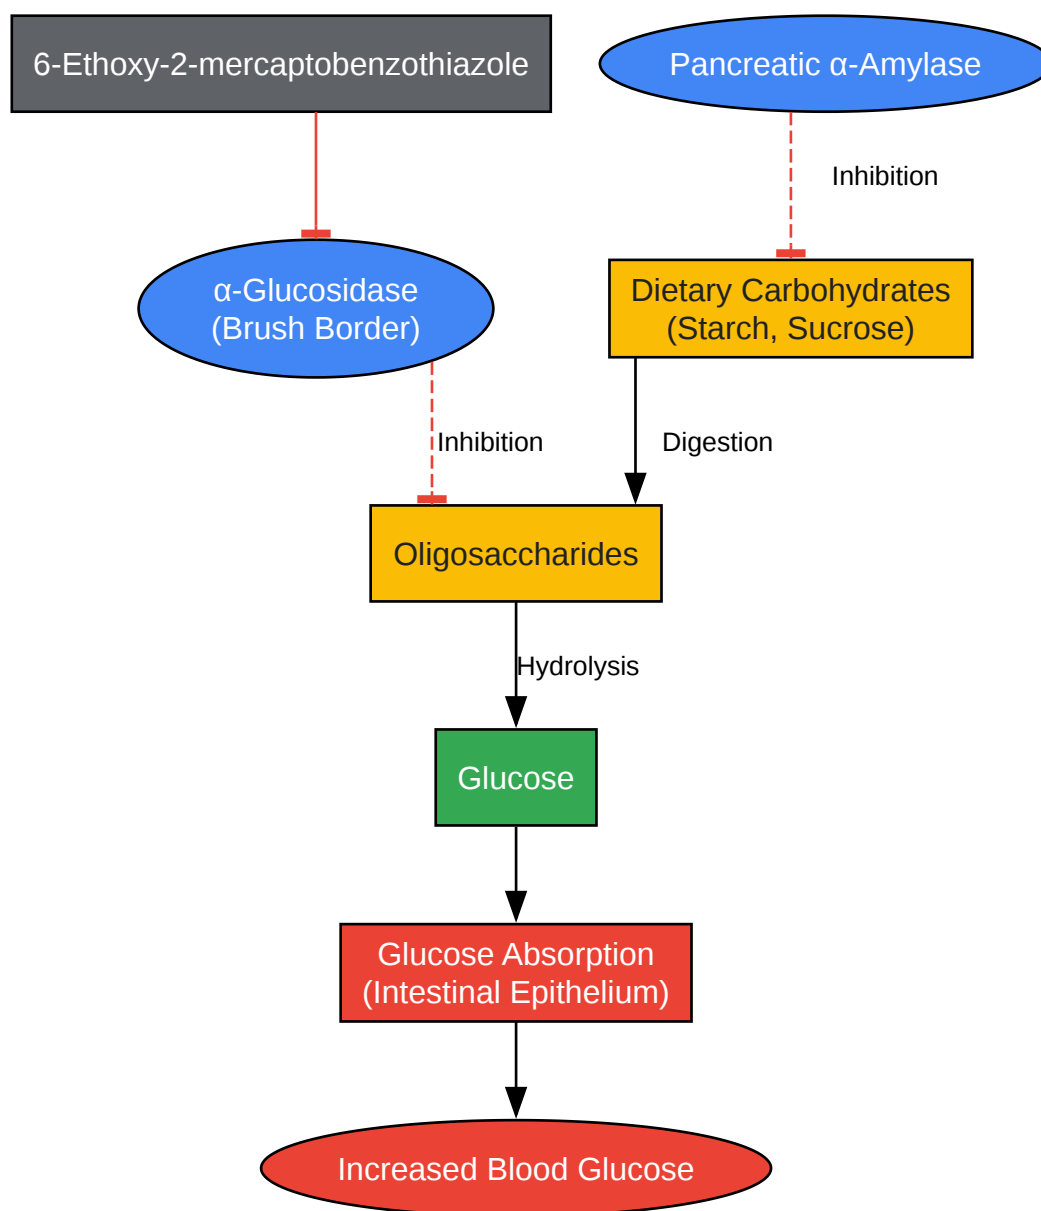 6-Ethoxy-2-mercaptobenzothiazole
Pancreatic α-Amylase
Inhibition
α-Glucosidase
(Brush Border)
Dietary Carbohydrates
(Starch, Sucrose)
Inhibition
Digestion
Oligosaccharides
Hydrolysis
Glucose
Glucose Absorption
(Intestinal Epithelium)
Increased Blood Glucose